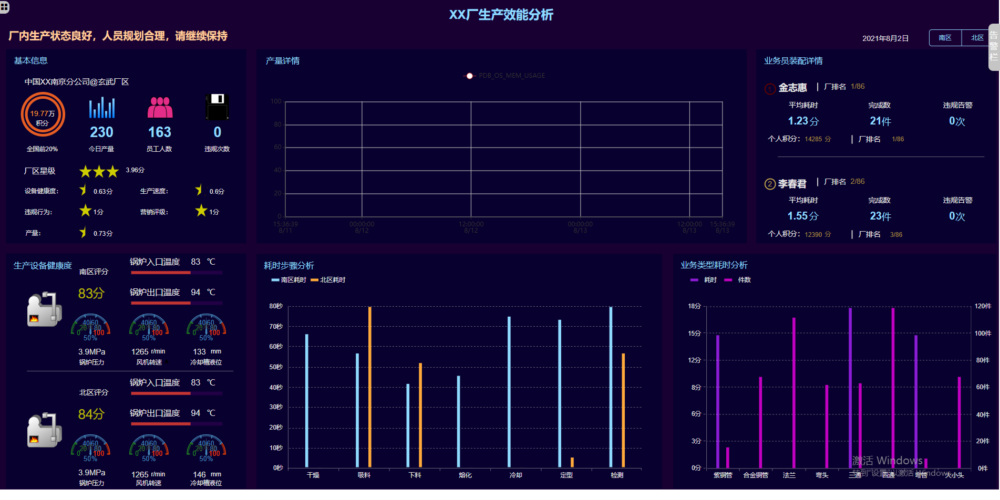 XX厂生产效能分析
厂内生产状态良好，人员规划合理，请继续保持
2021年8月2日
南区
北区
告警栏
基本信息
中国XX南京分公司@玄武厂区
19.77万
积分
230
163
0
全国前20%
今日产量
员工人数
违规次数
厂区星级
3.96分
设备健康度:
0.63分
生产速度:
0.6分
违规行为:
1分
营销评级:
1分
产量:
0.73分
产量详情
PDB_OS_MEM_USAGE
100
80
60
40
20
0
15:36:39
8/11
00:00:00
8/12
12:00:00
8/12
00:00:00
8/13
12:00:00
8/13
15:36:39
8/13
业务员装配详情
1 金志惠 | 厂排名 1/86
平均耗时 完成数 违规告警
1.23分 21件 0次
个人积分: 14285 分 | 厂排名 1/86
2 李春君 | 厂排名 2/86
平均耗时 完成数 违规告警
1.55分 23件 0次
个人积分: 12390 分 | 厂排名 3/86
生产设备健康度
南区评分
83分
锅炉入口温度 83 ℃
锅炉出口温度 94 ℃
0 20 40 60 80 100
50%
0 20 40 60 80 100
50%
0 20 40 60 80 100
50%
3.9MPa 1265 r/min 133 mm
锅炉压力 风机转速 冷却槽液位
北区评分
84分
锅炉入口温度 83 ℃
锅炉出口温度 94 ℃
0 20 40 60 80 100
50%
0 20 40 60 80 100
50%
0 20 40 60 80 100
50%
3.9MPa 1265 r/min 146 mm
锅炉压力 风机转速 冷却槽液位
耗时步骤分析
南区耗时 北区耗时
80秒
70秒
60秒
50秒
40秒
30秒
20秒
10秒
0秒
干燥 吸料 下料 熔化 冷却 定型 检测
业务类型耗时分析
耗时 件数
18分 120件
15分 100件
12分 80件
8分 60件
6分 40件
3分 20件
0分 0件
紫铜管 合金铜管 法兰 弯头 三通 四通 弯管 大小头
激活 Windows
转到"设置"以激活 Windows。